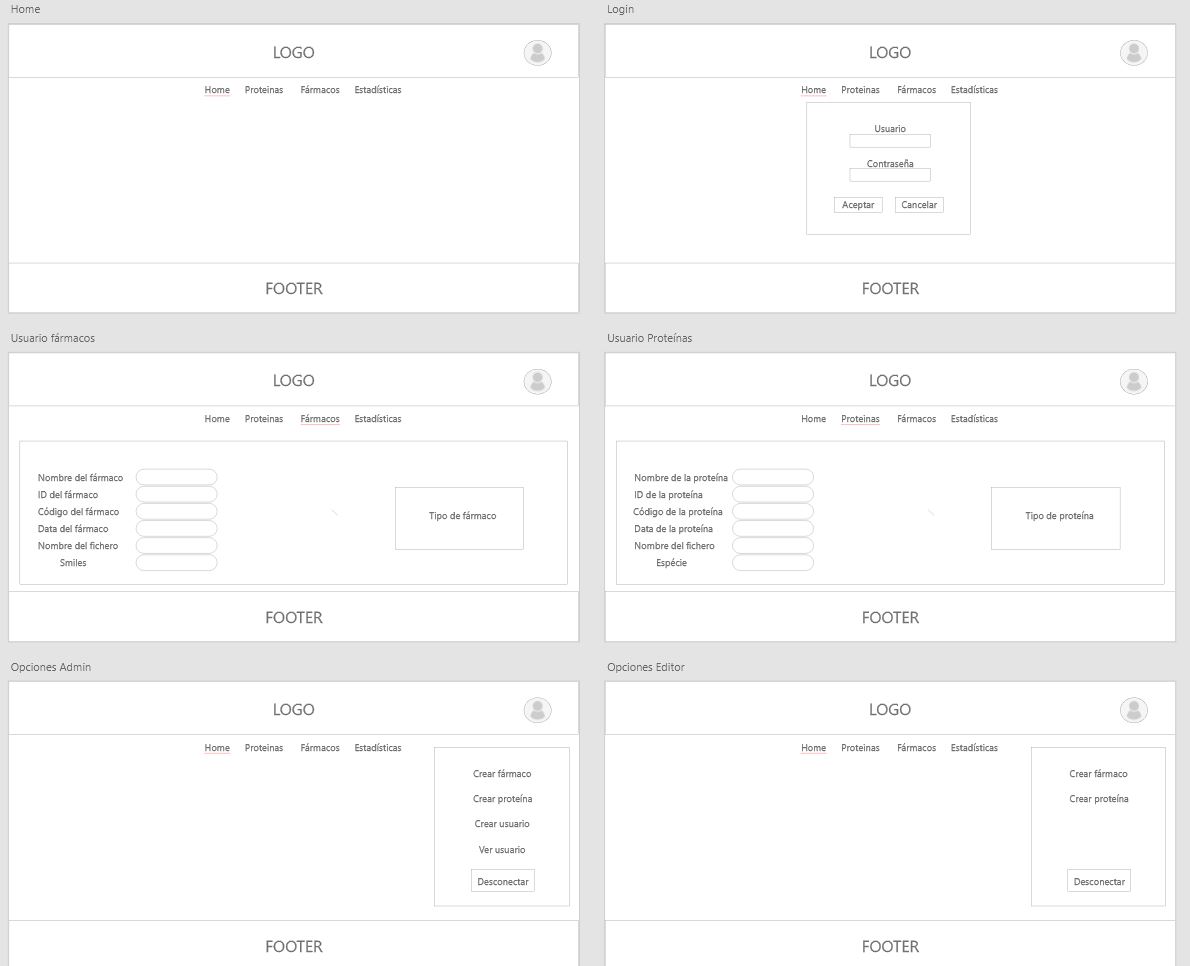 Home
LOGO
Home Proteinas Fármacos Estadísticas
FOOTER
Login
LOGO
Home Proteinas Fármacos Estadísticas
Usuario
Contraseña
Aceptar Cancelar
FOOTER
Usuario fármacos
LOGO
Home Proteinas Fármacos Estadísticas
Nombre del fármaco
ID del fármaco
Código del fármaco
Data del fármaco
Nombre del fichero
Smiles
Tipo de fármaco
FOOTER
Usuario Proteínas
LOGO
Home Proteinas Fármacos Estadísticas
Nombre de la proteína
ID de la proteína
Código de la proteína
Data de la proteína
Nombre del fichero
Espécie
Tipo de proteína
FOOTER
Opciones Admin
LOGO
Home Proteinas Fármacos Estadísticas
Crear fármaco
Crear proteína
Crear usuario
Ver usuario
Desconectar
FOOTER
Opciones Editor
LOGO
Home Proteinas Fármacos Estadísticas
Crear fármaco
Crear proteína
Desconectar
FOOTER